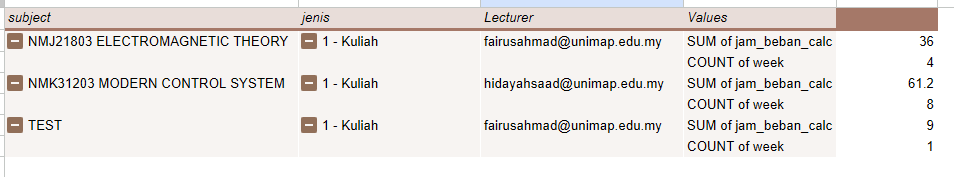 subject jenis Lecturer Values
NMJ21803 ELECTROMAGNETIC THEORY 1 - Kuliah fairusahmad@unimap.edu.my SUM of jam_beban_calc 36
COUNT of week 4
NMK31203 MODERN CONTROL SYSTEM 1 - Kuliah hidayahsaad@unimap.edu.my SUM of jam_beban_calc 61.2
COUNT of week 8
TEST 1 - Kuliah fairusahmad@unimap.edu.my SUM of jam_beban_calc 9
COUNT of week 1